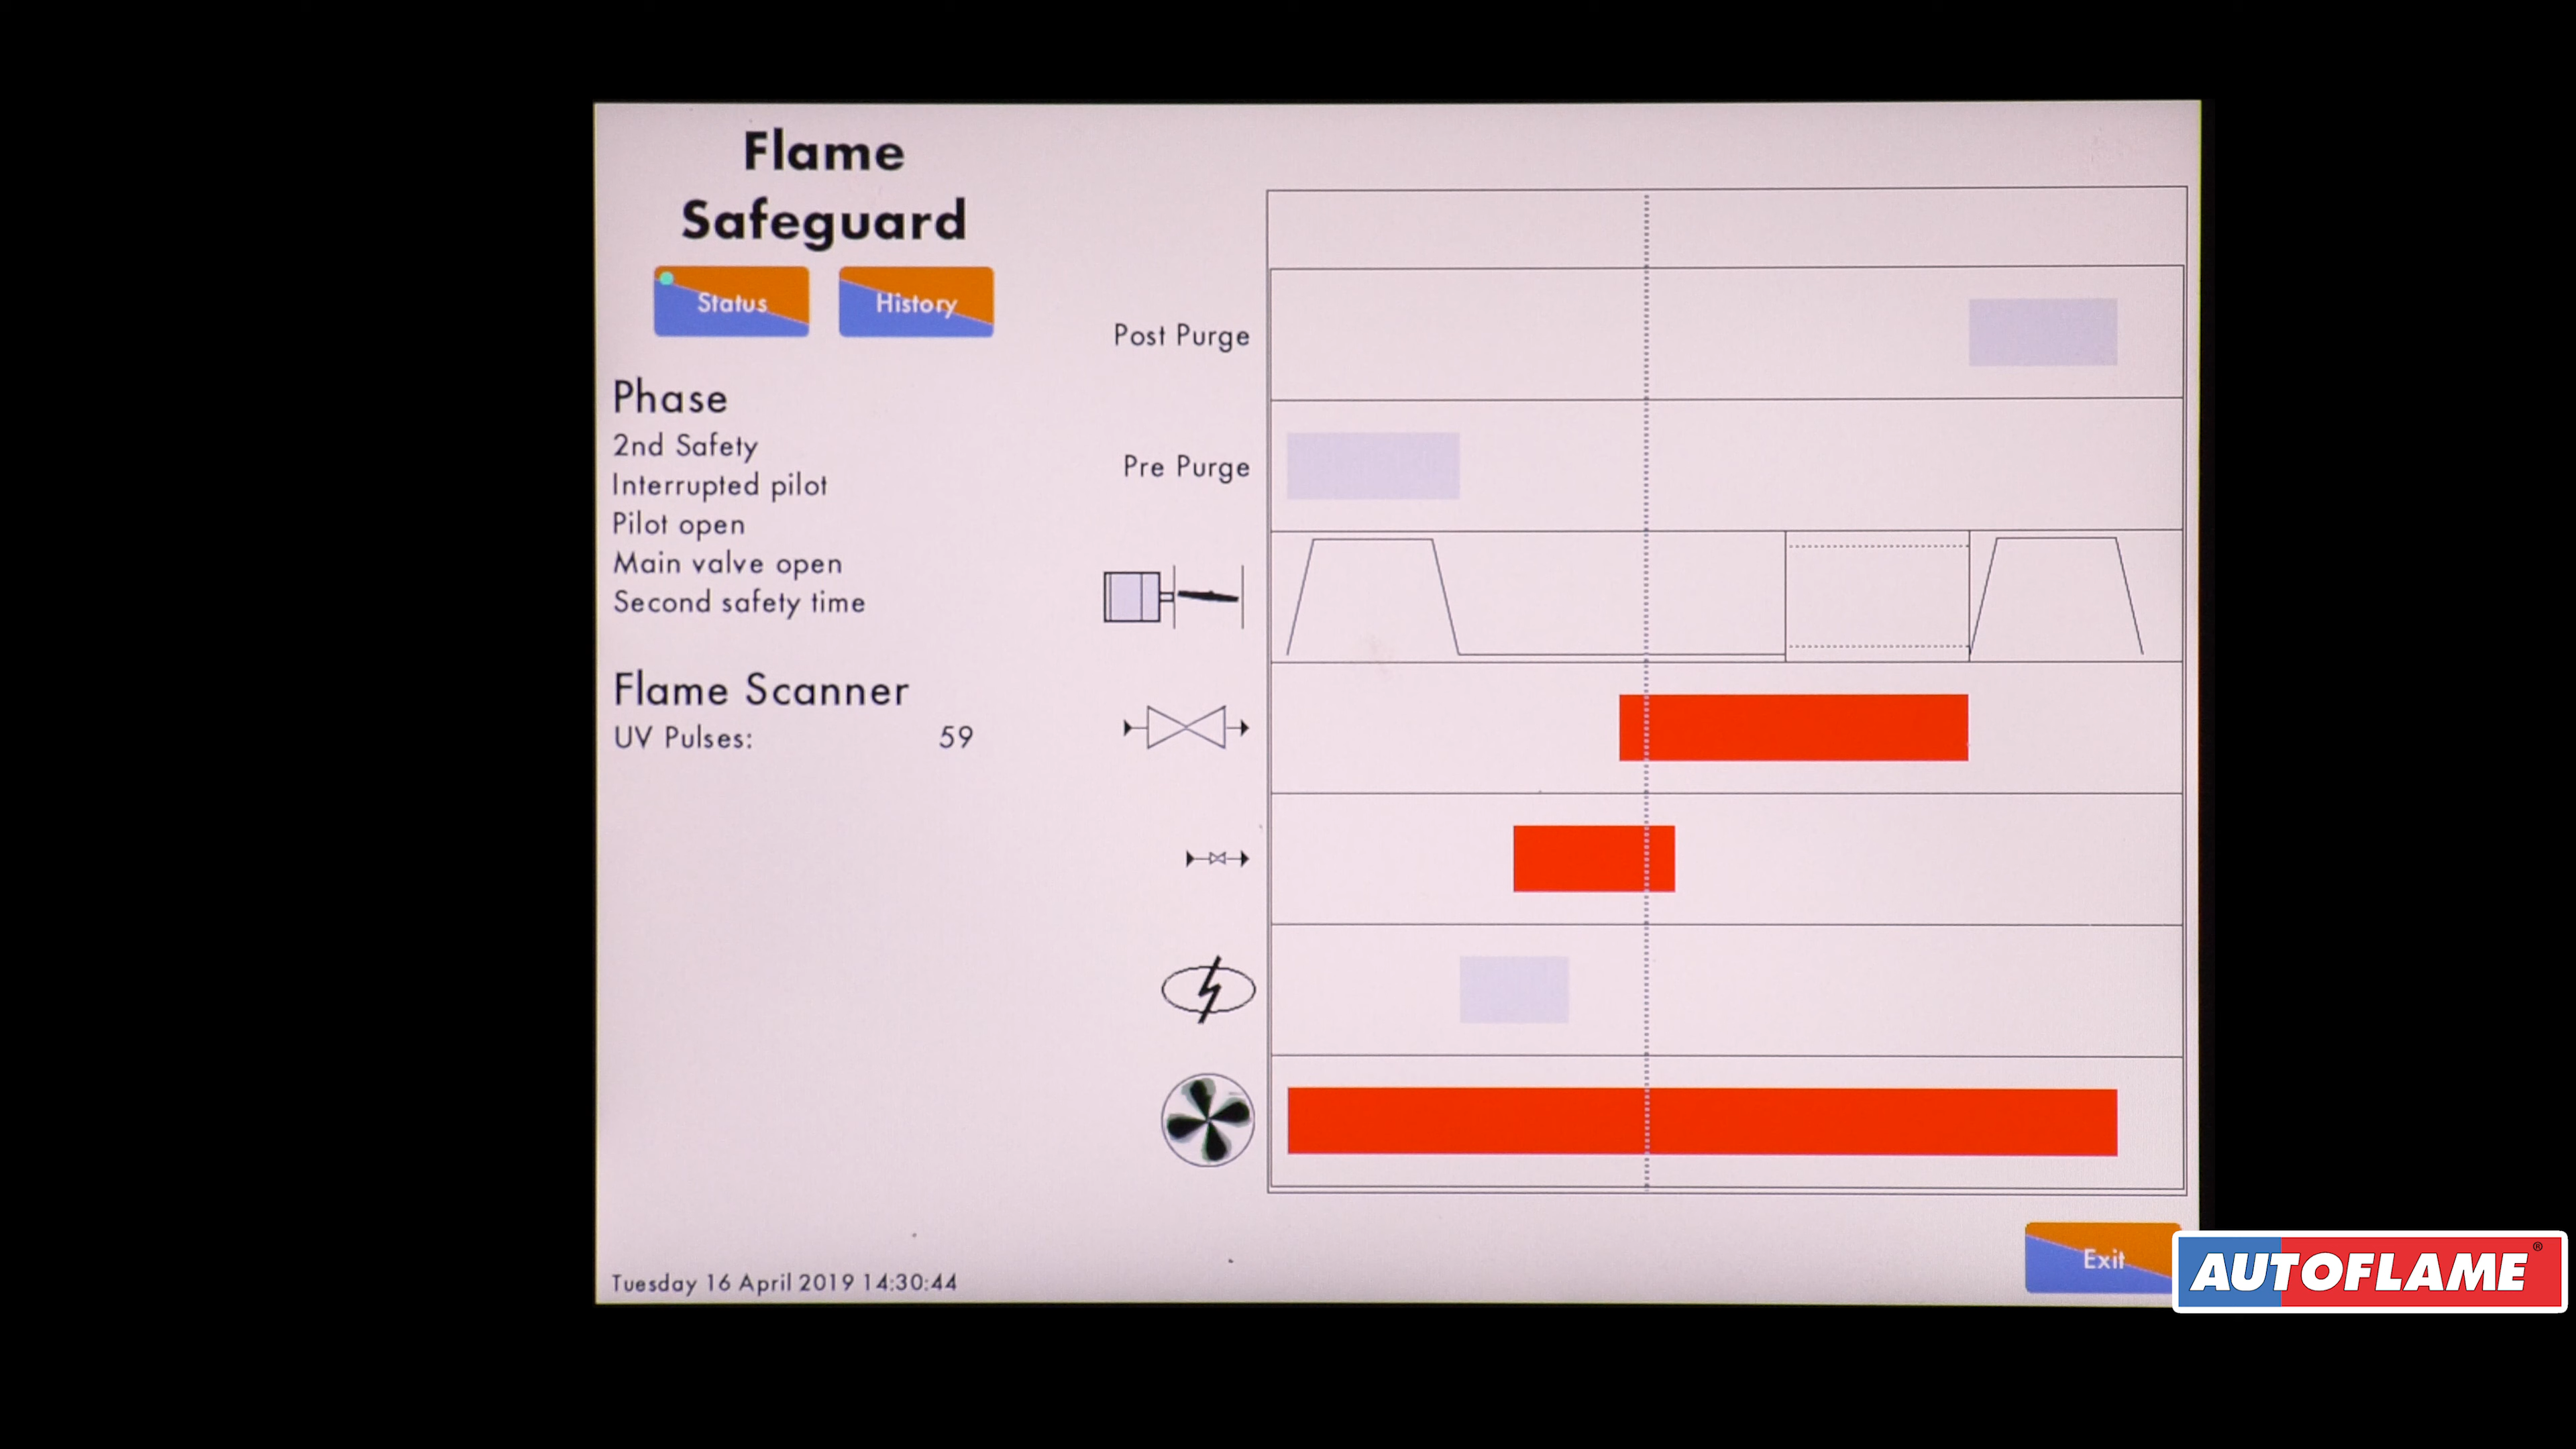 Flame
Safeguard
Status
History
Phase
2nd Safety
Interrupted pilot
Pilot open
Main valve open
Second safety time
Flame Scanner
UV Pulses: 59
Post Purge
Pre Purge
Tuesday 16 April 2019 14:30:44
Exit
AUTOFLAME®